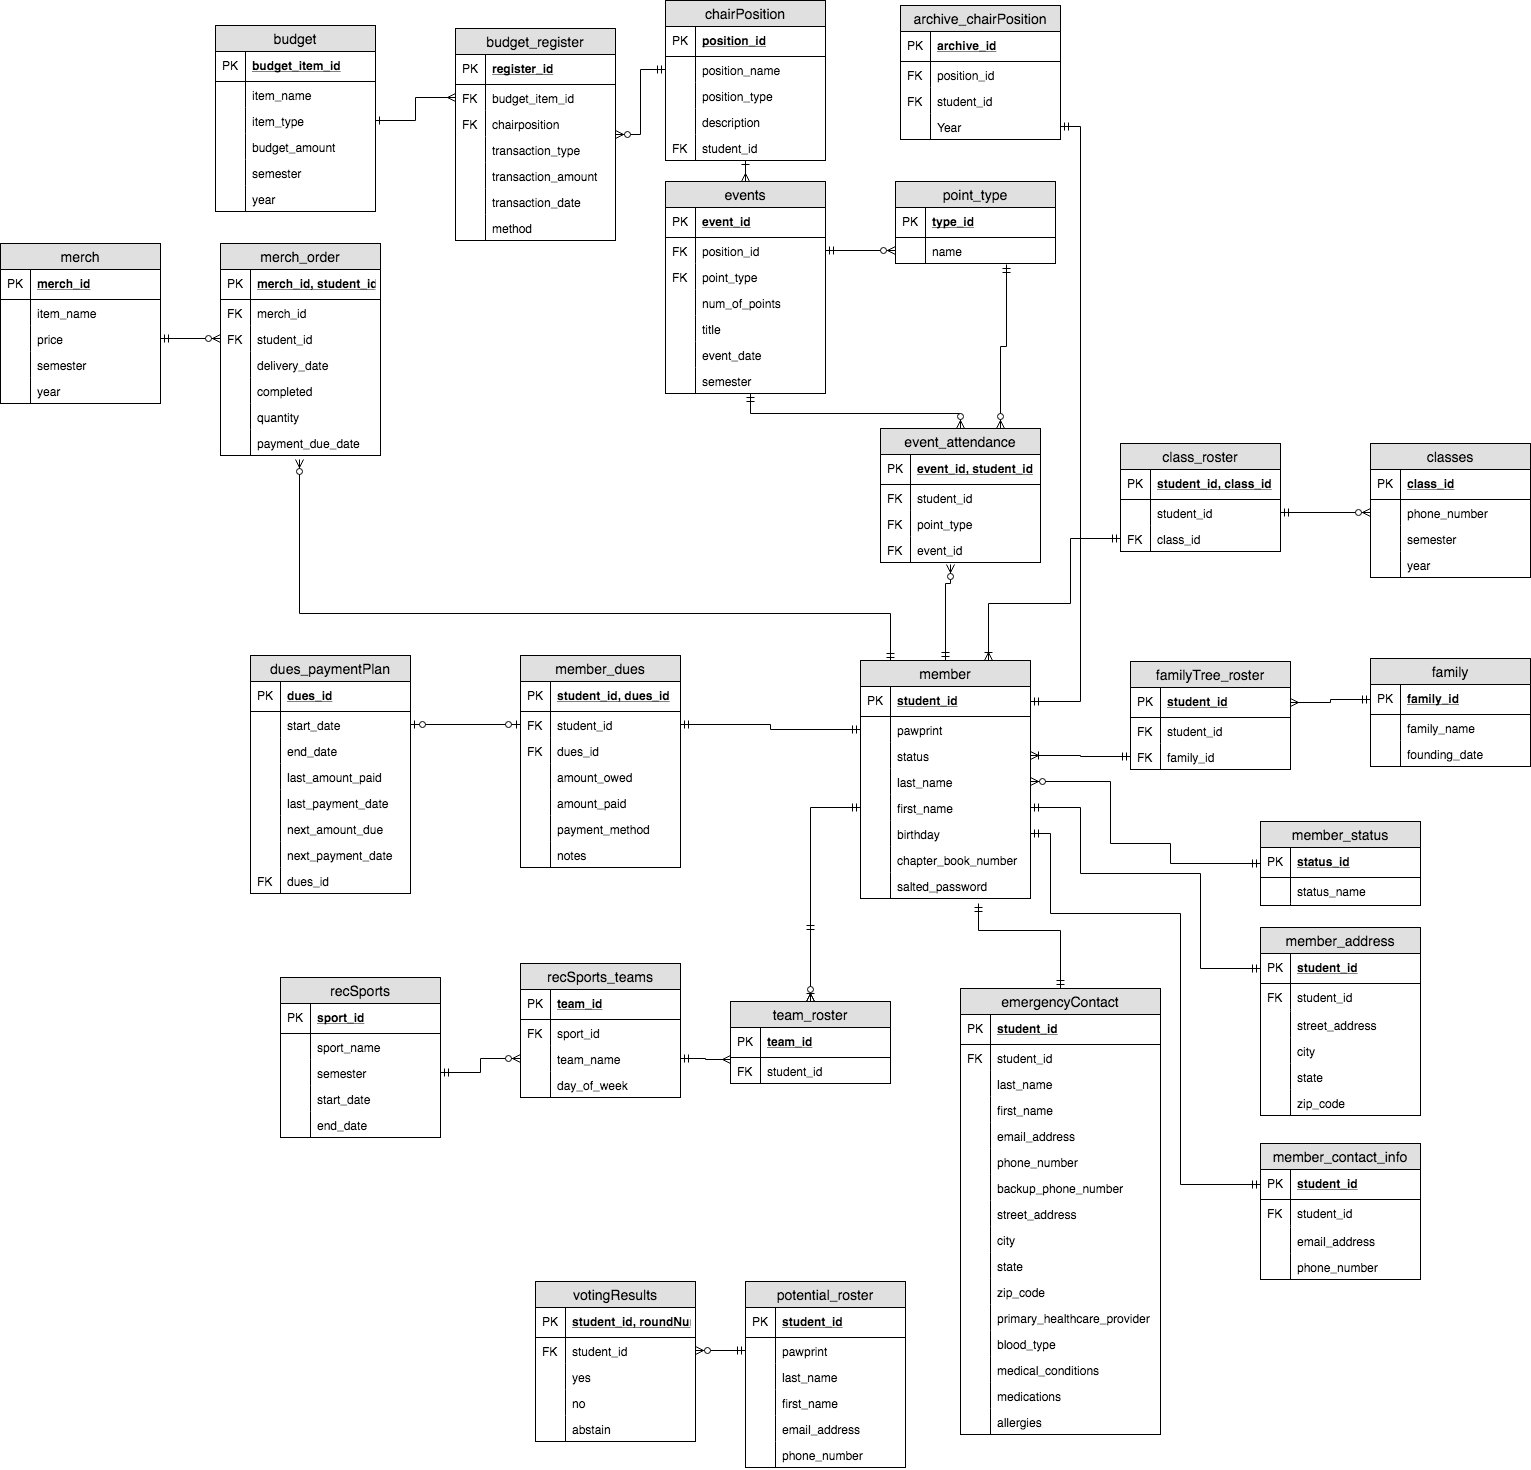 budget
PK budget_item_id
item_name
item_type
budget_amount
semester
year
budget_register
PK register_id
FK budget_item_id
FK chairposition
transaction_type
transaction_amount
transaction_date
method
chairPosition
PK position_id
position_name
position_type
description
FK student_id
archive_chairPosition
PK archive_id
FK position_id
FK student_id
Year
merch
PK merch_id
item_name
price
semester
year
merch_order
PK merch_id, student_id
FK merch_id
FK student_id
delivery_date
completed
quantity
payment_due_date
events
PK event_id
FK position_id
FK point_type
num_of_points
title
event_date
semester
point_type
PK type_id
name
event_attendance
PK event_id, student_id
FK student_id
FK point_type
FK event_id
class_roster
PK student_id, class_id
student_id
FK class_id
classes
PK class_id
phone_number
semester
year
dues_paymentPlan
PK dues_id
start_date
end_date
last_amount_paid
last_payment_date
next_amount_due
next_payment_date
FK dues_id
member_dues
PK student_id, dues_id
FK student_id
FK dues_id
amount_owed
amount_paid
payment_method
notes
member
PK student_id
pawprint
status
last_name
first_name
birthday
chapter_book_number
salted_password
familyTree_roster
PK student_id
FK student_id
FK family_id
family
PK family_id
family_name
founding_date
member_status
PK status_id
status_name
member_address
PK student_id
FK student_id
street_address
city
state
zip_code
recSports
PK sport_id
sport_name
semester
start_date
end_date
recSports_teams
PK team_id
FK sport_id
team_name
day_of_week
team_roster
PK team_id
FK student_id
emergencyContact
PK student_id
FK student_id
last_name
first_name
email_address
phone_number
backup_phone_number
street_address
city
state
zip_code
primary_healthcare_provider
blood_type
medical_conditions
medications
allergies
member_contact_info
PK student_id
FK student_id
email_address
phone_number
votingResults
PK student_id, roundNu
FK student_id
yes
no
abstain
potential_roster
PK student_id
pawprint
last_name
first_name
email_address
phone_number